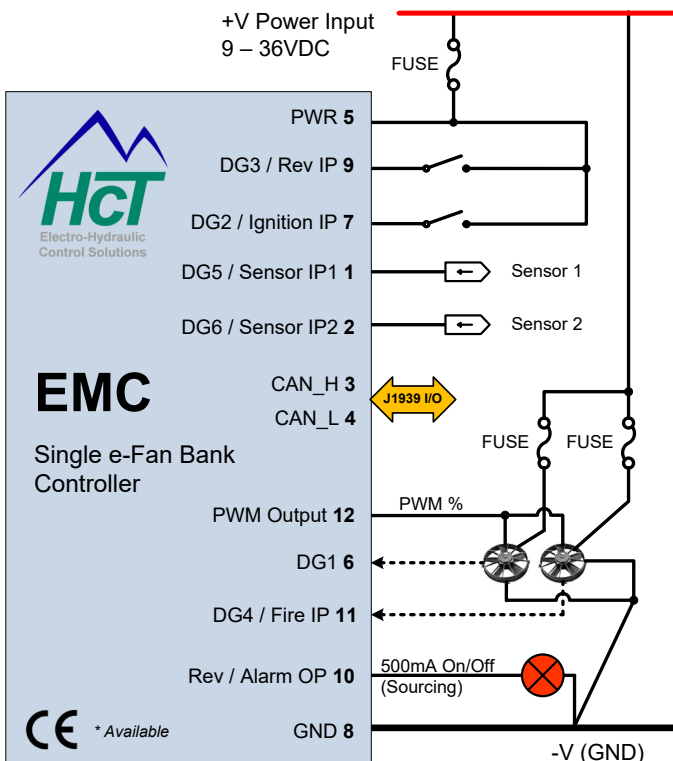 +V Power Input
9 – 36VDC
FUSE
PWR 5
HcT
Electro-Hydraulic
Control Solutions
DG3 / Rev IP 9
DG2 / Ignition IP 7
DG5 / Sensor IP1 1
Sensor 1
DG6 / Sensor IP2 2
Sensor 2
EMC
CAN_H 3
J1939 I/O
CAN_L 4
Single e-Fan Bank
Controller
FUSE
FUSE
PWM Output 12
PWM %
DG1 6
DG4 / Fire IP 11
Rev / Alarm OP 10
500mA On/Off
(Sourcing)
CE
* Available
GND 8
-V (GND)